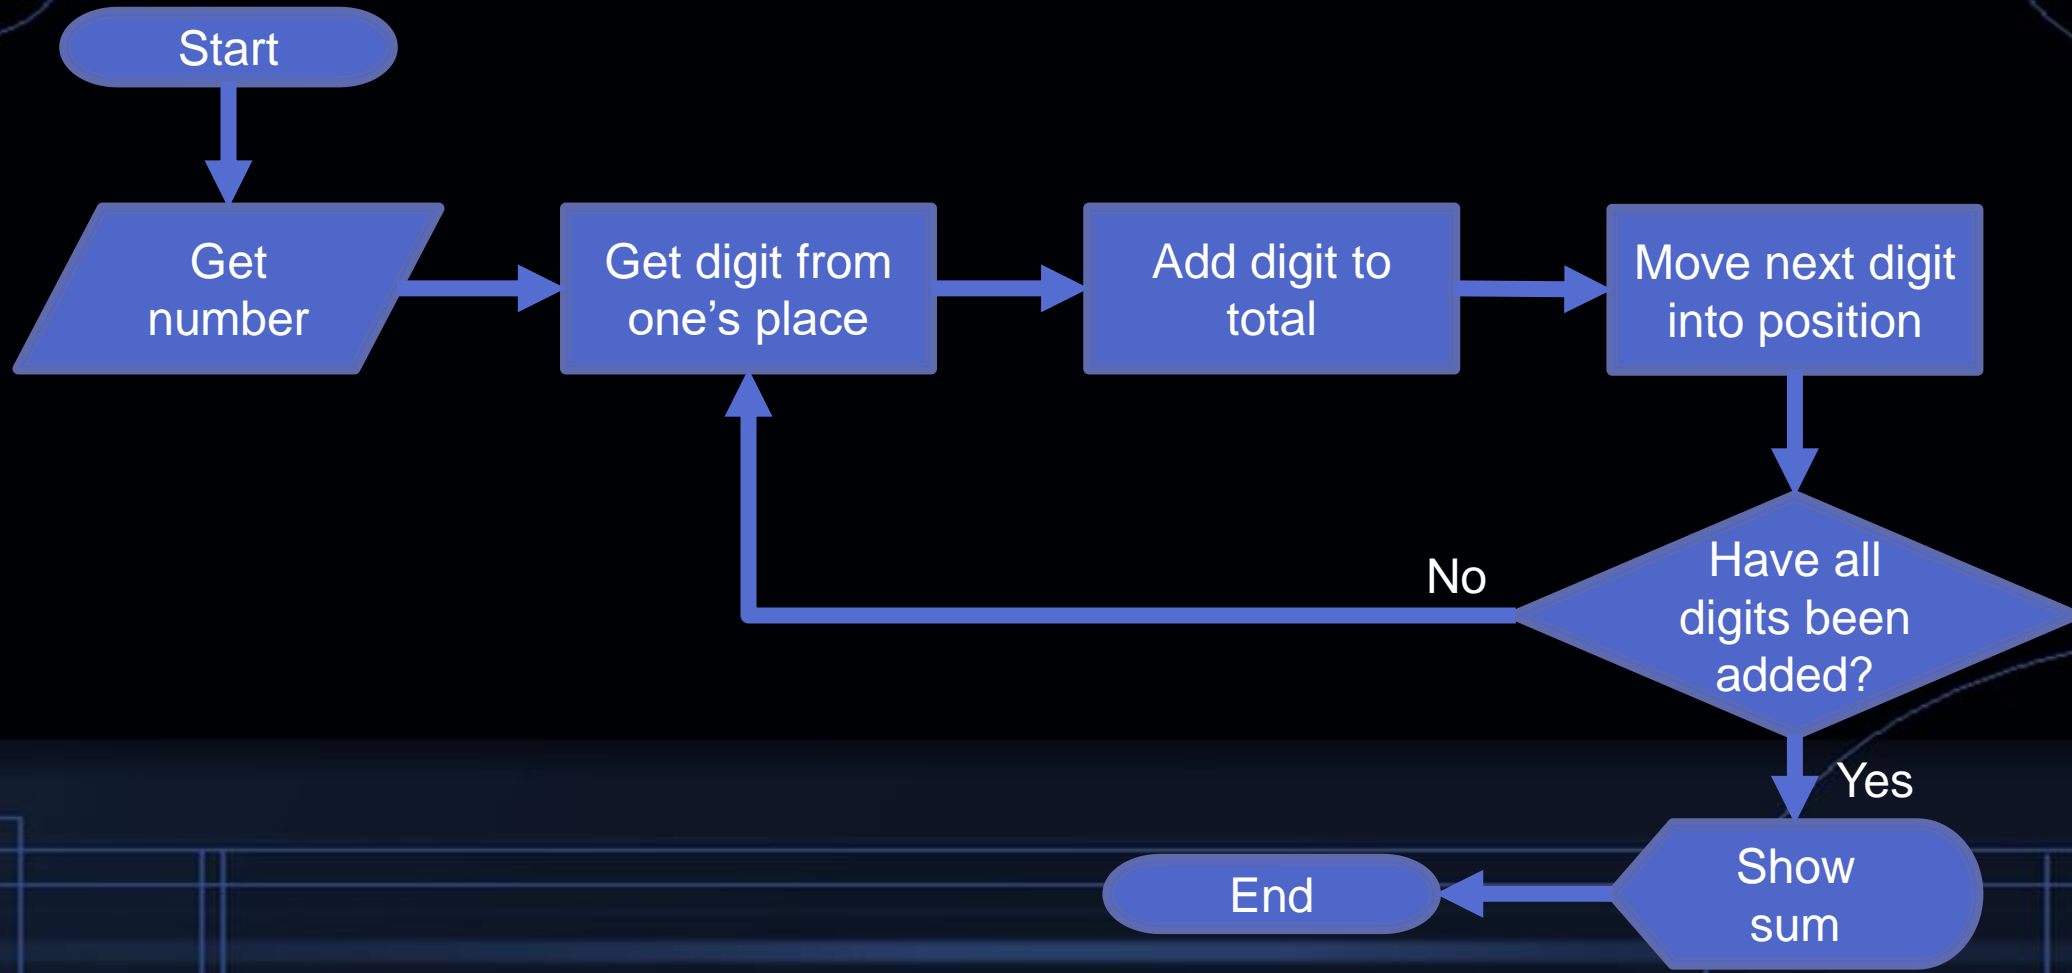 Start
Get
number
Get digit from
one’s place
Add digit to
total
Move next digit
into position
No
Have all
digits been
added?
Yes
Show
sum
End